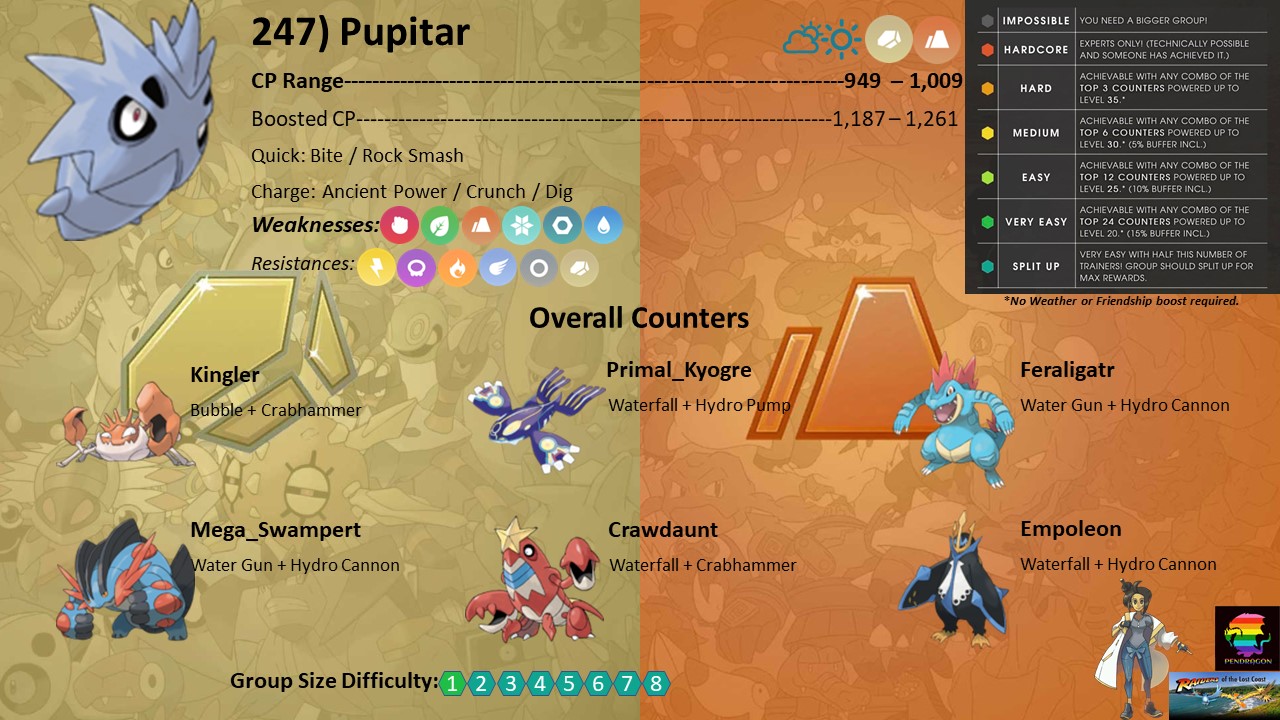 247) Pupitar
CP Range------------------------------------------------------------------------949 – 1,009
Boosted CP--------------------------------------------------------------------1,187 – 1,261
Quick: Bite / Rock Smash
Charge: Ancient Power / Crunch / Dig
Weaknesses:
Resistances:
IMPOSSIBLE YOU NEED A BIGGER GROUP!
HARDCORE EXPERTS ONLY! (TECHNICALLY POSSIBLE
AND SOMEONE HAS ACHIEVED IT.)
HARD ACHIEVABLE WITH ANY COMBO OF THE
TOP 3 COUNTERS POWERED UP TO
LEVEL 35.*
MEDIUM ACHIEVABLE WITH ANY COMBO OF THE
TOP 6 COUNTERS POWERED UP TO
LEVEL 30.* (5% BUFFER INCL.)
EASY ACHIEVABLE WITH ANY COMBO OF THE
TOP 12 COUNTERS POWERED UP TO
LEVEL 25.* (10% BUFFER INCL.)
VERY EASY ACHIEVABLE WITH ANY COMBO OF THE
TOP 24 COUNTERS POWERED UP TO
LEVEL 20.* (15% BUFFER INCL.)
SPLIT UP VERY EASY WITH HALF THIS NUMBER OF
TRAINERS! GROUP SHOULD SPLIT UP FOR
MAX REWARDS.
*No Weather or Friendship boost required.
Overall Counters
Kingler
Bubble + Crabhammer
Primal_Kyogre
Waterfall + Hydro Pump
Feraligatr
Water Gun + Hydro Cannon
Mega_Swampert
Water Gun + Hydro Cannon
Crawdaunt
Waterfall + Crabhammer
Empoleon
Waterfall + Hydro Cannon
Group Size Difficulty: 1 2 3 4 5 6 7 8
PENDRAGON
RAIDERS of the Lost Coast